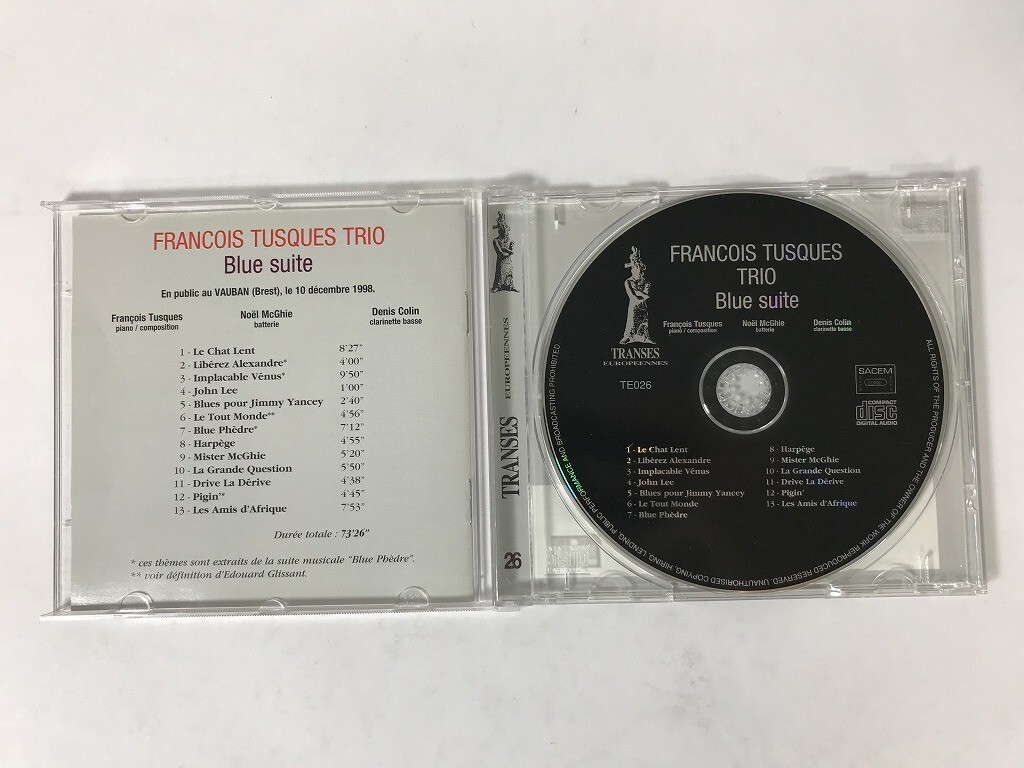 FRANCOIS TUSQUES TRIO
Blue suite
En public au VAUBAN (Brest), le 10 décembre 1998.
François Tusques Noël McGhie Denis Colin
piano / composition batterie clarinette basse
1 - Le Chat Lent 8'27"
2 - Libérez Alexandre* 4'00"
3 - Implacable Vénus* 9'50"
4 - John Lee 1'00"
5 - Blues pour Jimmy Yancey 2'40"
6 - Le Tout Monde** 4'56"
7 - Blue Phèdre* 7'12"
8 - Harpège 4'55"
9 - Mister McGhie 5'20"
10 - La Grande Question 5'50"
11 - Drive La Dérive 4'38"
12 - Pigin'* 4'45"
13 - Les Amis d'Afrique 7'53"
Durée totale : 73'26"
* ces thèmes sont extraits de la suite musicale "Blue Phèdre".
** voir définition d'Edouard Glissant.
TRANSES EUROPEENNES
26
FRANCOIS TUSQUES
TRIO
Blue suite
François Tusques Noël McGhie Denis Colin
piano / composition batterie clarinette basse
TRANSES
EUROPEENNES
TE026
SACEM
COMPACT
disc
DIGITAL AUDIO
1 - Le Chat Lent
2 - Libérez Alexandre
3 - Implacable Vénus
4 - John Lee
5 - Blues pour Jimmy Yancey
6 - Le Tout Monde
7 - Blue Phèdre
8 - Harpège
9 - Mister McGhie
10 - La Grande Question
11 - Drive La Dérive
12 - Pigin'
13 - Les Amis d'Afrique
ALL RIGHTS OF THE PRODUCER AND THE OWNER OF THE WORK REPRODUCED RESERVED. UNAUTHORISED COPYING, HIRING, LENDING, PUBLIC PERFORMANCE AND BROADCASTING PROHIBITED